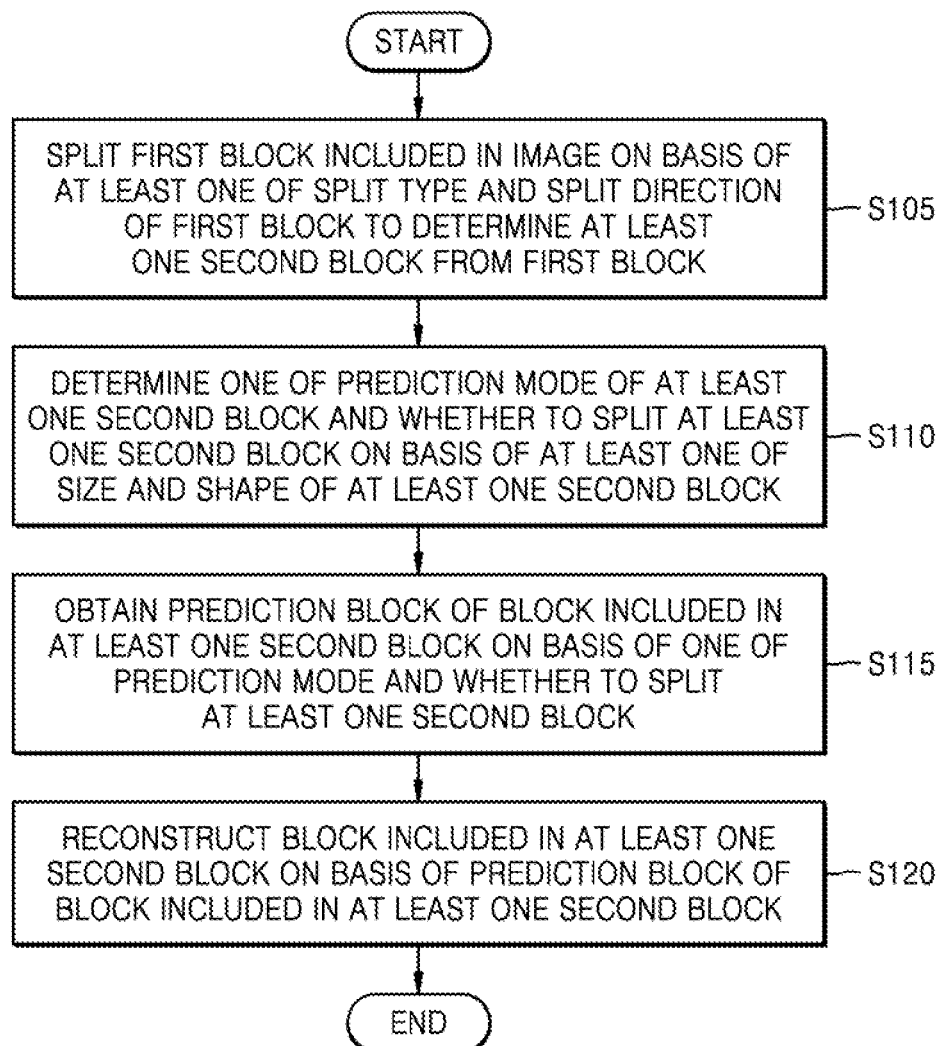 START
SPLIT FIRST BLOCK INCLUDED IN IMAGE ON BASIS OF
AT LEAST ONE OF SPLIT TYPE AND SPLIT DIRECTION
OF FIRST BLOCK TO DETERMINE AT LEAST
ONE SECOND BLOCK FROM FIRST BLOCK
S105
DETERMINE ONE OF PREDICTION MODE OF AT LEAST
ONE SECOND BLOCK AND WHETHER TO SPLIT AT LEAST
ONE SECOND BLOCK ON BASIS OF AT LEAST ONE OF
SIZE AND SHAPE OF AT LEAST ONE SECOND BLOCK
S110
OBTAIN PREDICTION BLOCK OF BLOCK INCLUDED IN
AT LEAST ONE SECOND BLOCK ON BASIS OF ONE OF
PREDICTION MODE AND WHETHER TO SPLIT
AT LEAST ONE SECOND BLOCK
S115
RECONSTRUCT BLOCK INCLUDED IN AT LEAST ONE
SECOND BLOCK ON BASIS OF PREDICTION BLOCK OF
BLOCK INCLUDED IN AT LEAST ONE SECOND BLOCK
S120
END